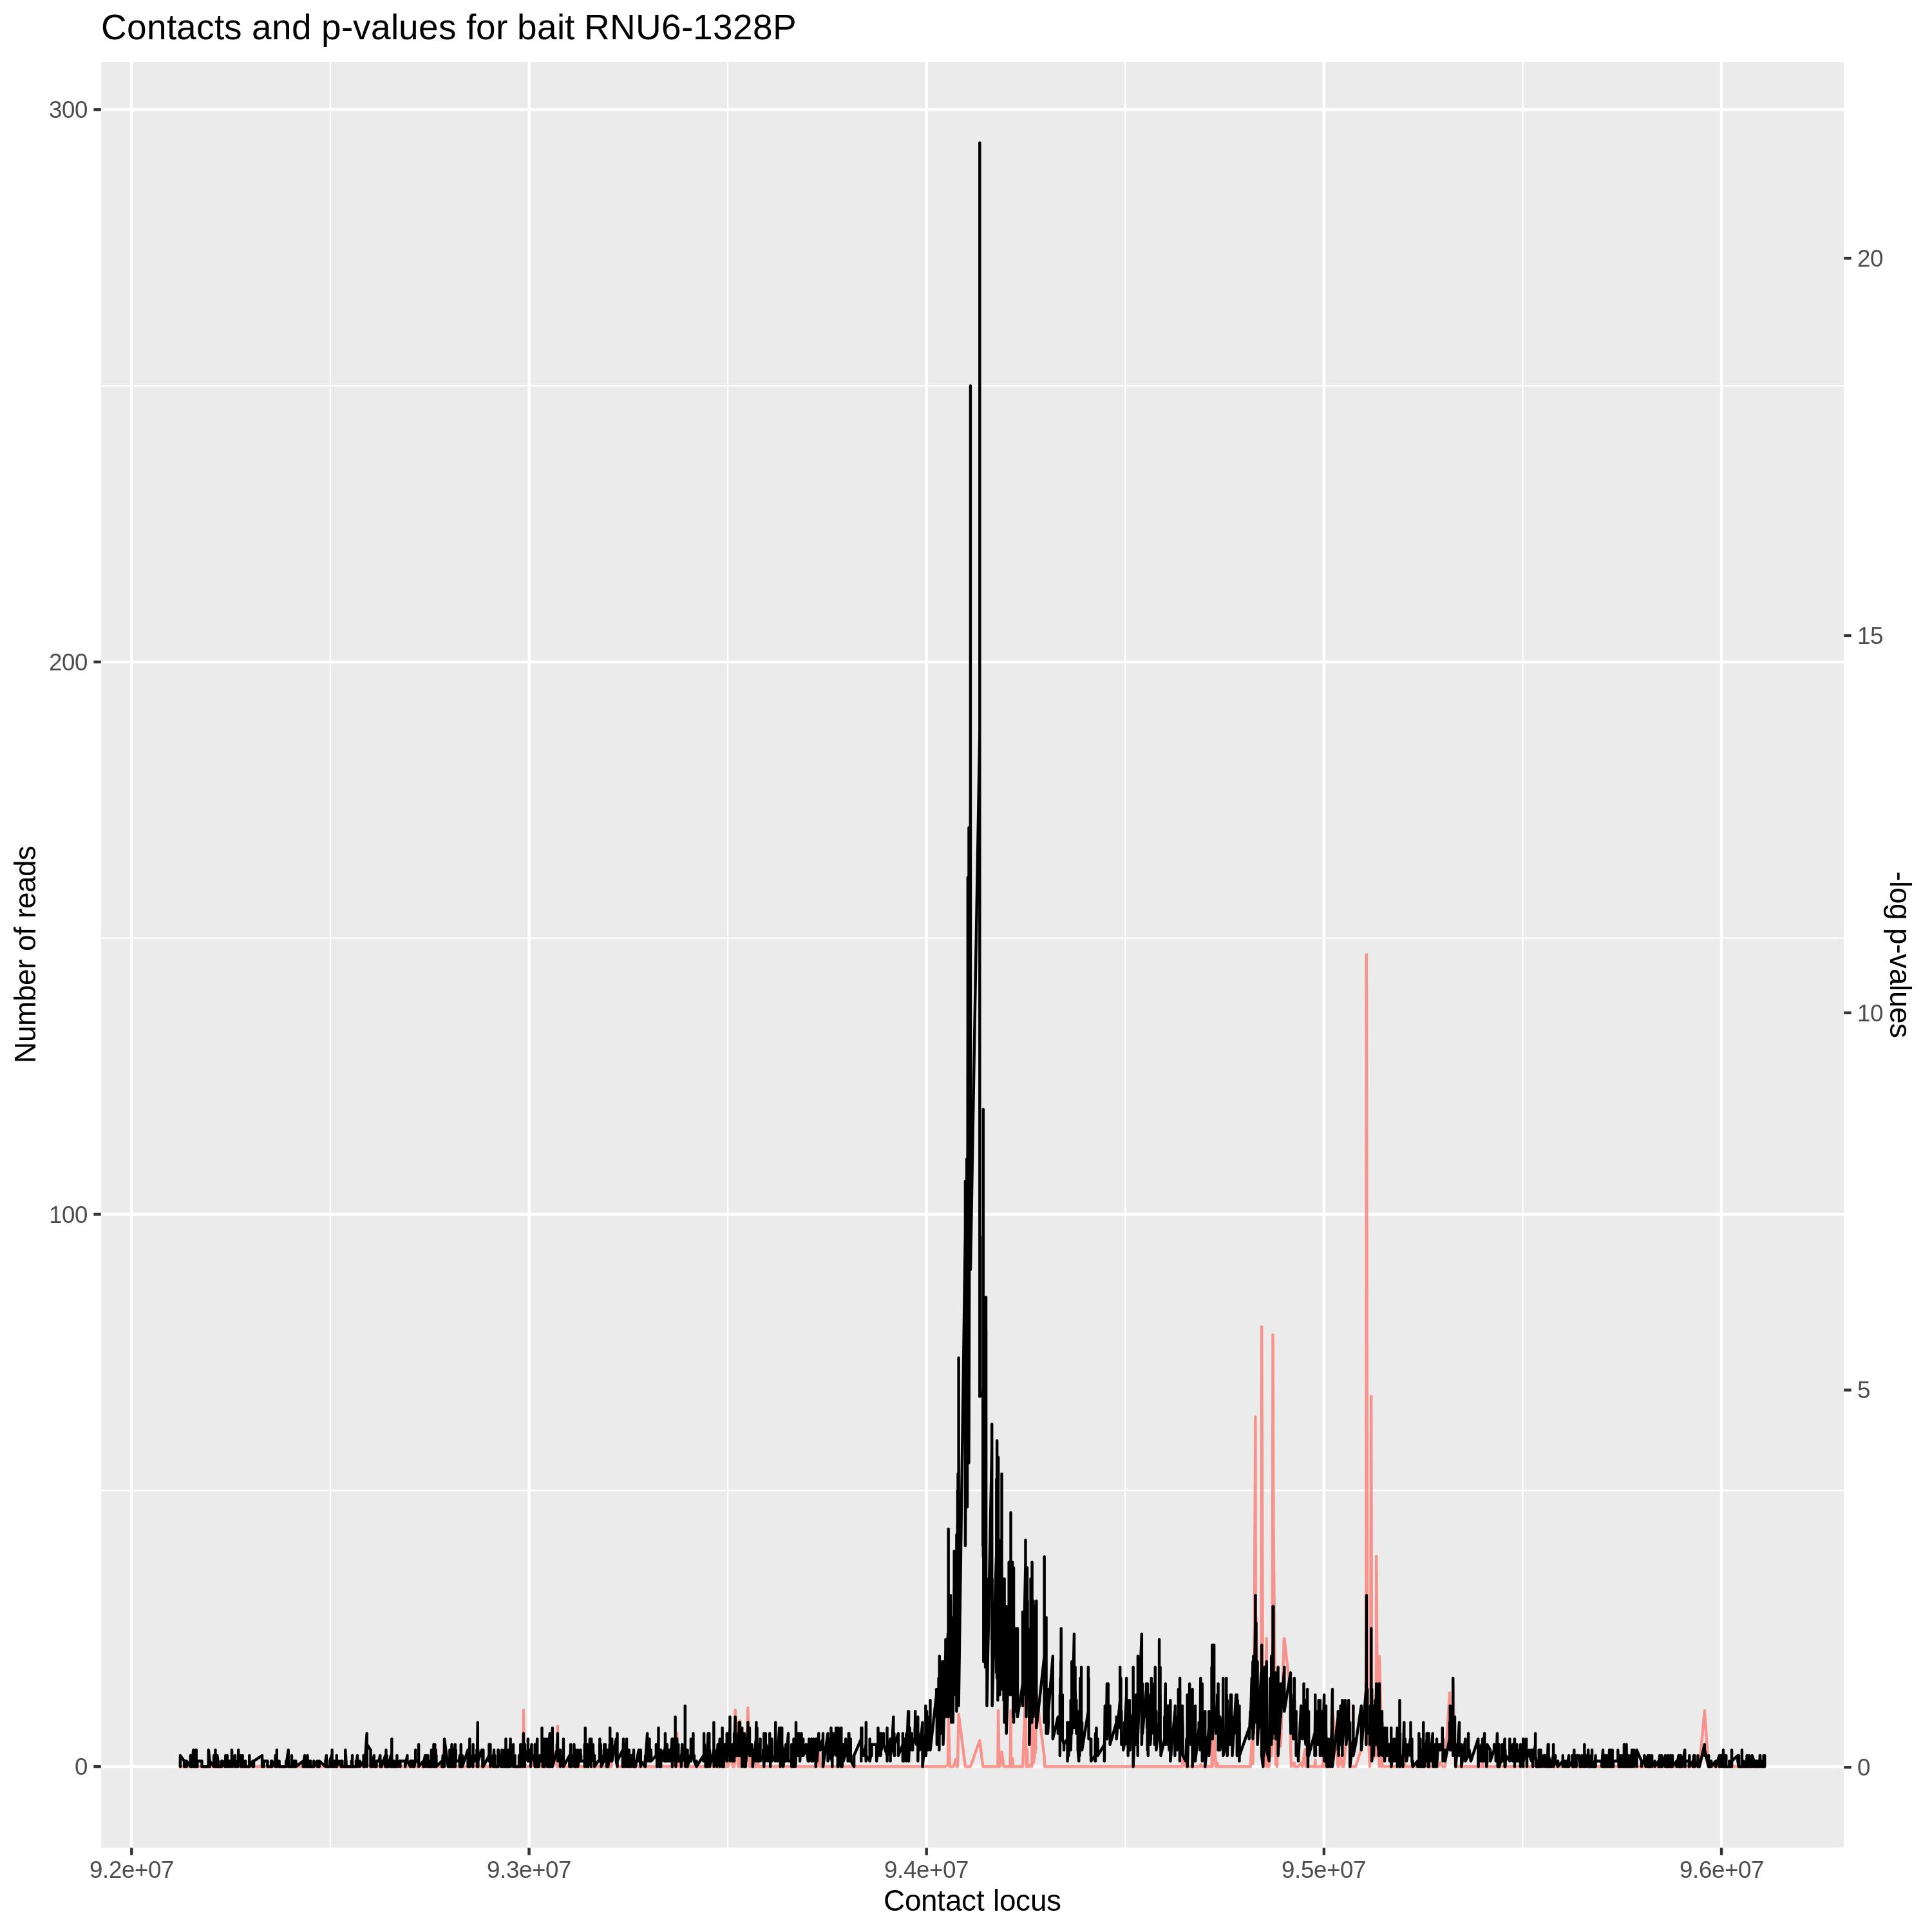 Contacts and p-values for bait RNU6-1328P
300
200
100
0
Number of reads
20
15
10
5
0
-log p-values
9.2e+07
9.3e+07
9.4e+07
9.5e+07
9.6e+07
Contact locus